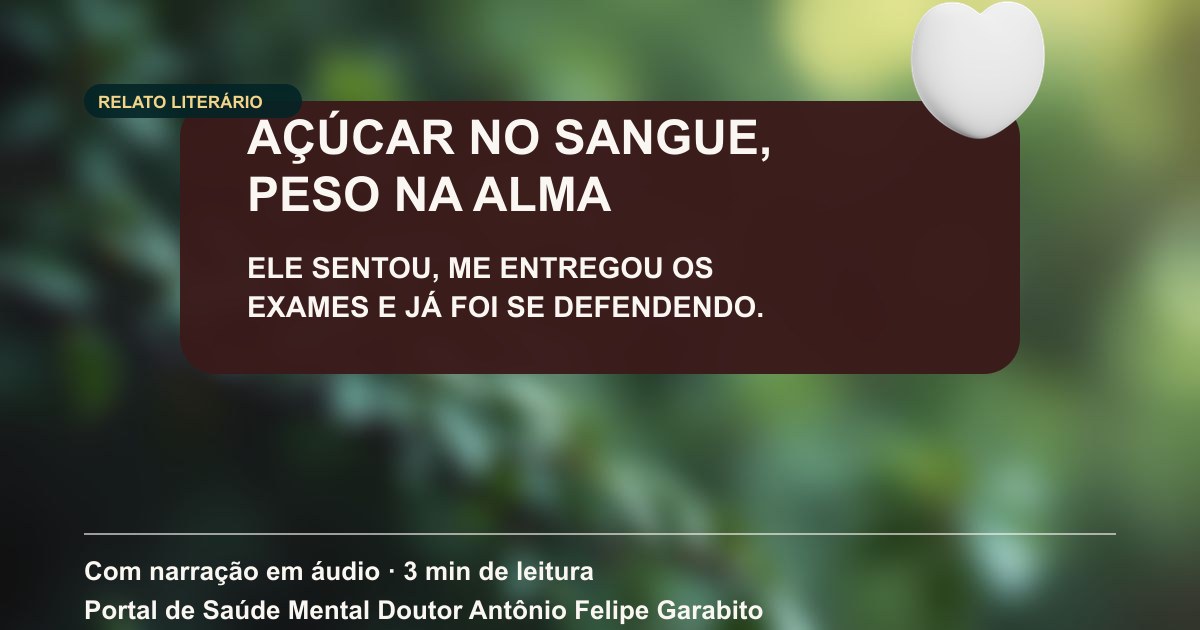 RELATO LITERÁRIO
AÇÚCAR NO SANGUE,
PESO NA ALMA
ELE SENTOU, ME ENTREGOU OS
EXAMES E JÁ FOI SE DEFENDENDO.
Com narração em áudio · 3 min de leitura
Portal de Saúde Mental Doutor Antônio Felipe Garabito